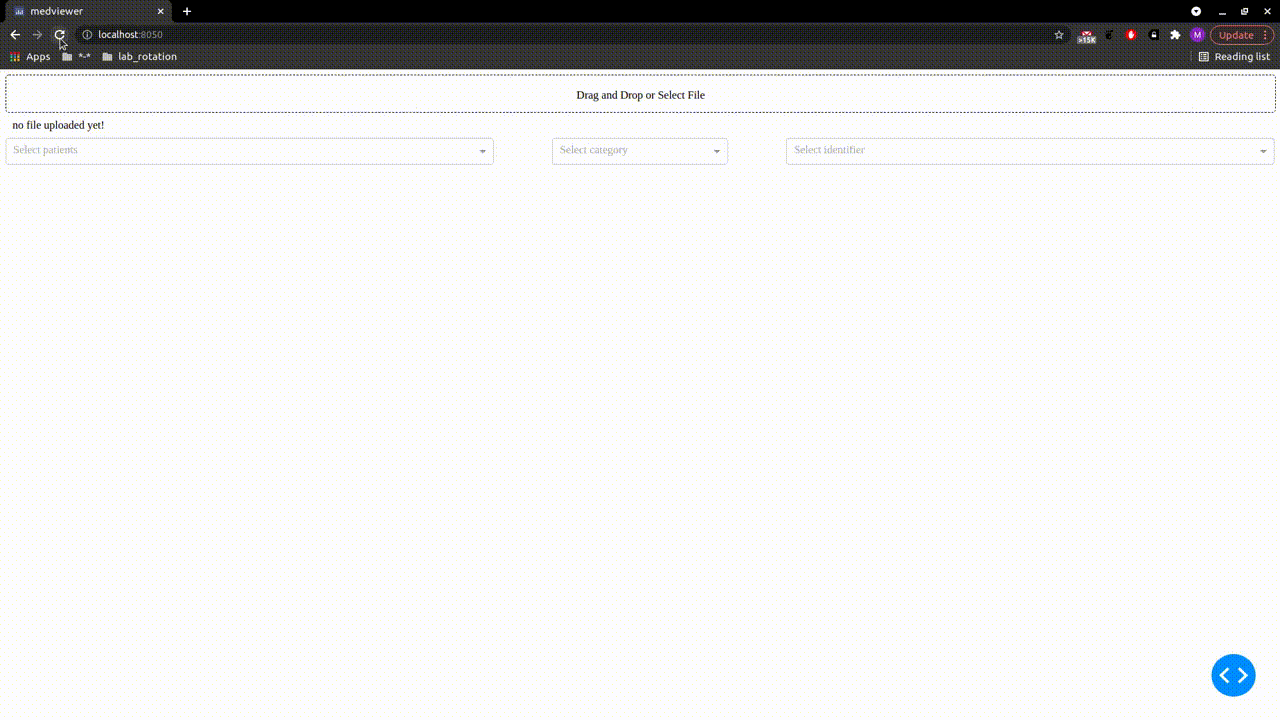 medviewer
localhost:8050
>15K
M
Update
Apps
*-*
lab_rotation
Reading list
Drag and Drop or Select File
no file uploaded yet!
Select patients
Select category
Select identifier